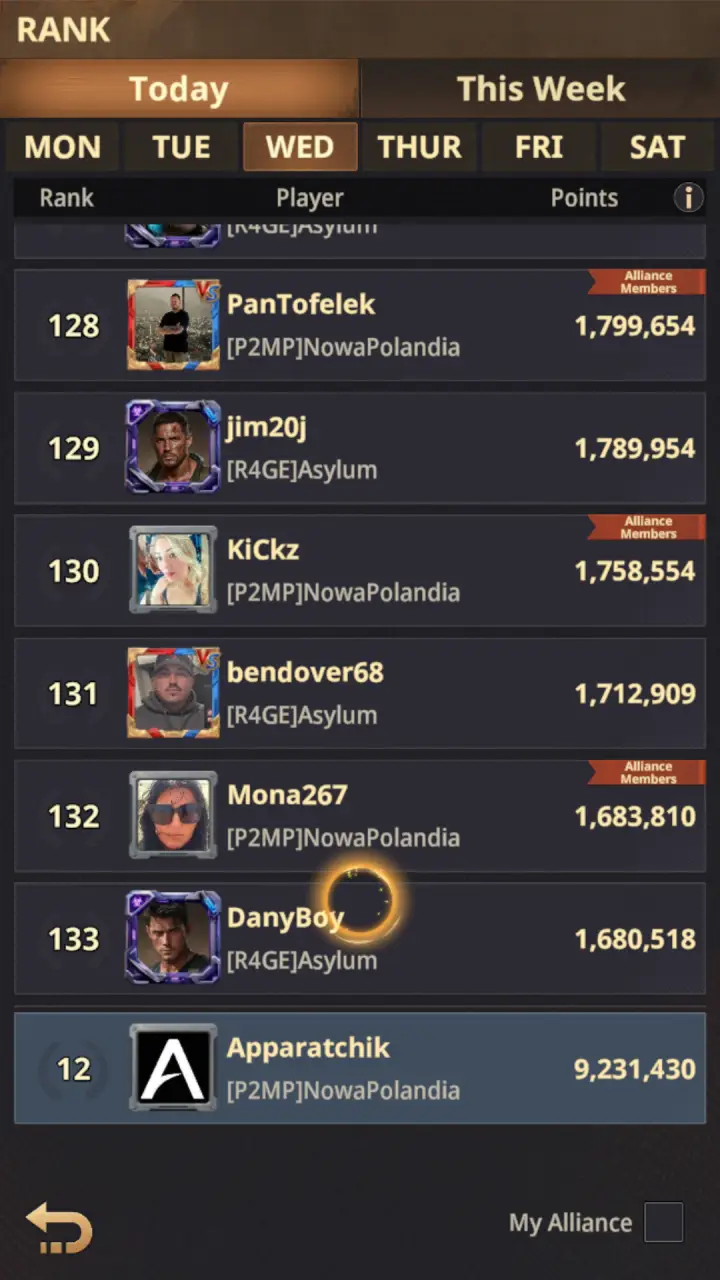 RANK
Today
This Week
MON
TUE
WED
THUR
FRI
SAT
Rank
Player
Points
[R4GE]Asylum
Alliance
Members
128
PanTofelek
[P2MP]NowaPolandia
1,799,654
129
jim20j
[R4GE]Asylum
1,789,954
Alliance
Members
130
KiCkz
[P2MP]NowaPolandia
1,758,554
131
bendover68
[R4GE]Asylum
1,712,909
Alliance
Members
132
Mona267
[P2MP]NowaPolandia
1,683,810
133
DanyBoy
[R4GE]Asylum
1,680,518
12
Apparatchik
[P2MP]NowaPolandia
9,231,430
My Alliance